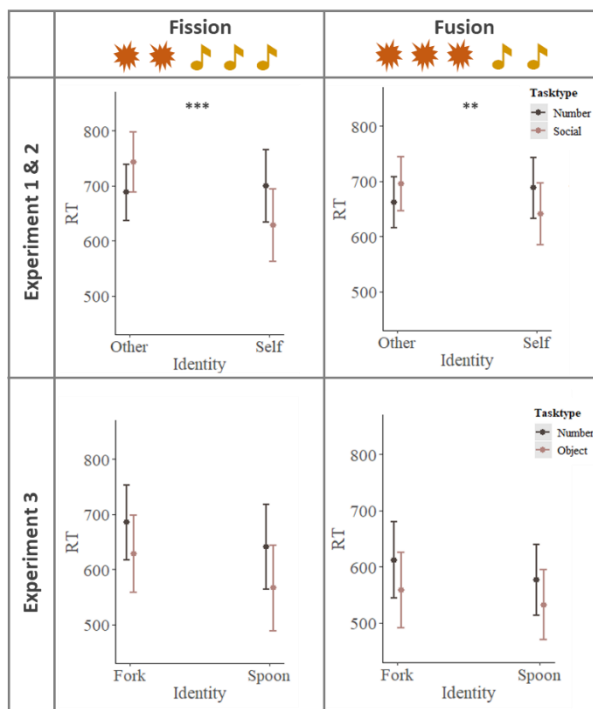 Fission
Fusion
Experiment 1 & 2
***
800
700
600
500
RT
Other
Self
Identity
**
Tasktype
Number
Social
800
700
600
500
RT
Other
Self
Identity
Experiment 3
800
700
600
500
RT
Fork
Spoon
Identity
Tasktype
Number
Object
800
700
600
500
RT
Fork
Spoon
Identity